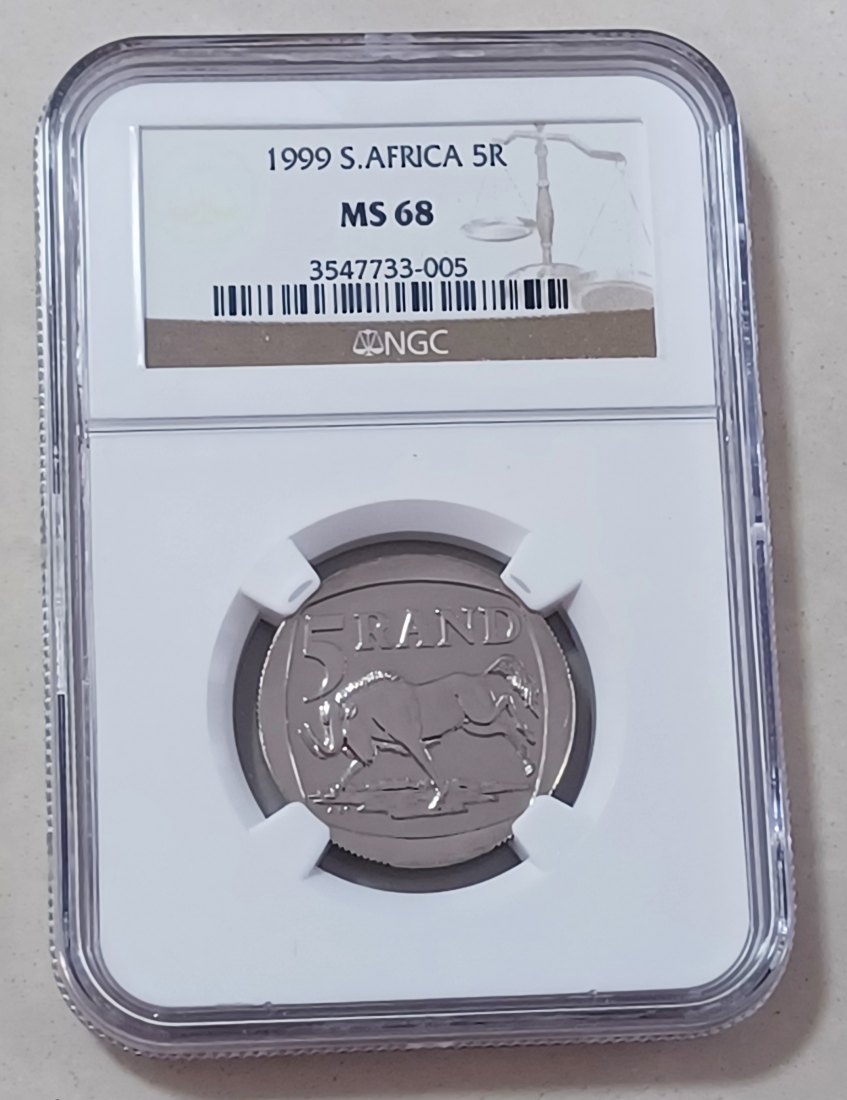 1999 S.AFRICA 5R
MS 68
3547733-005
NGC
5 RAND